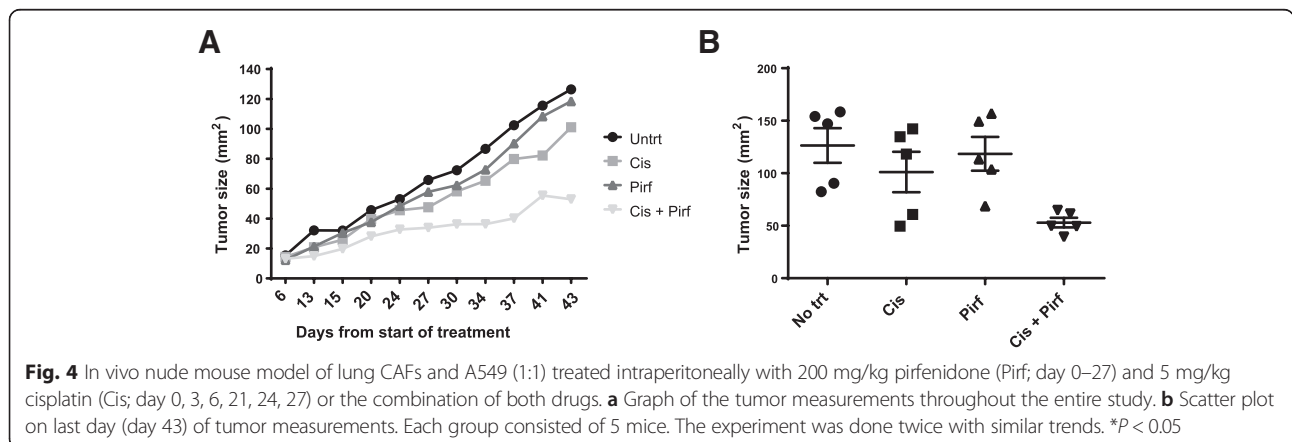 A
Tumor size (mm²)
140
120
100
80
60
40
20
0
6
13
15
20
24
27
30
34
37
41
43
Days from start of treatment
Untrt
Cis
Pirf
Cis + Pirf
B
Tumor size (mm²)
200
150
100
50
0
No trt
Cis
Pirf
Cis + Pirf
Fig. 4 In vivo nude mouse model of lung CAFs and A549 (1:1) treated intraperitoneally with 200 mg/kg pirfenidone (Pirf; day 0–27) and 5 mg/kg
cisplatin (Cis; day 0, 3, 6, 21, 24, 27) or the combination of both drugs. a Graph of the tumor measurements throughout the entire study. b Scatter plot
on last day (day 43) of tumor measurements. Each group consisted of 5 mice. The experiment was done twice with similar trends. *P < 0.05